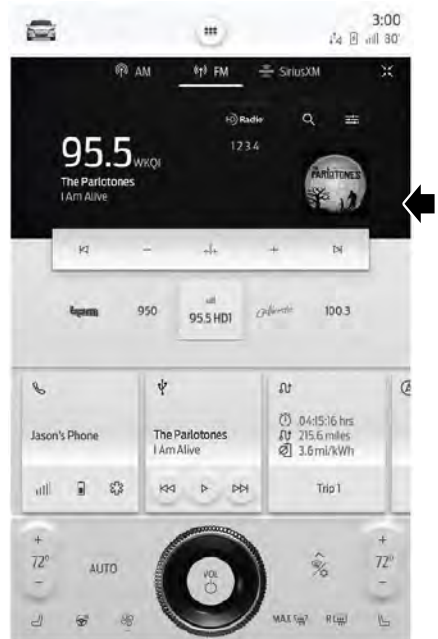 3:00
30°
AM FM SiriusXM
HD Radio
1 2 3 4
95.5 WKQI
The Parlotones
I Am Alive
PARLOTONES
950 95.5 HD1 100.3
Jason's Phone
The Parlotones
I Am Alive
04:15:16 hrs
215.6 miles
3.6 mi/kWh
Trip 1
+ +
72° AUTO VOL 72°
- -
MAX R